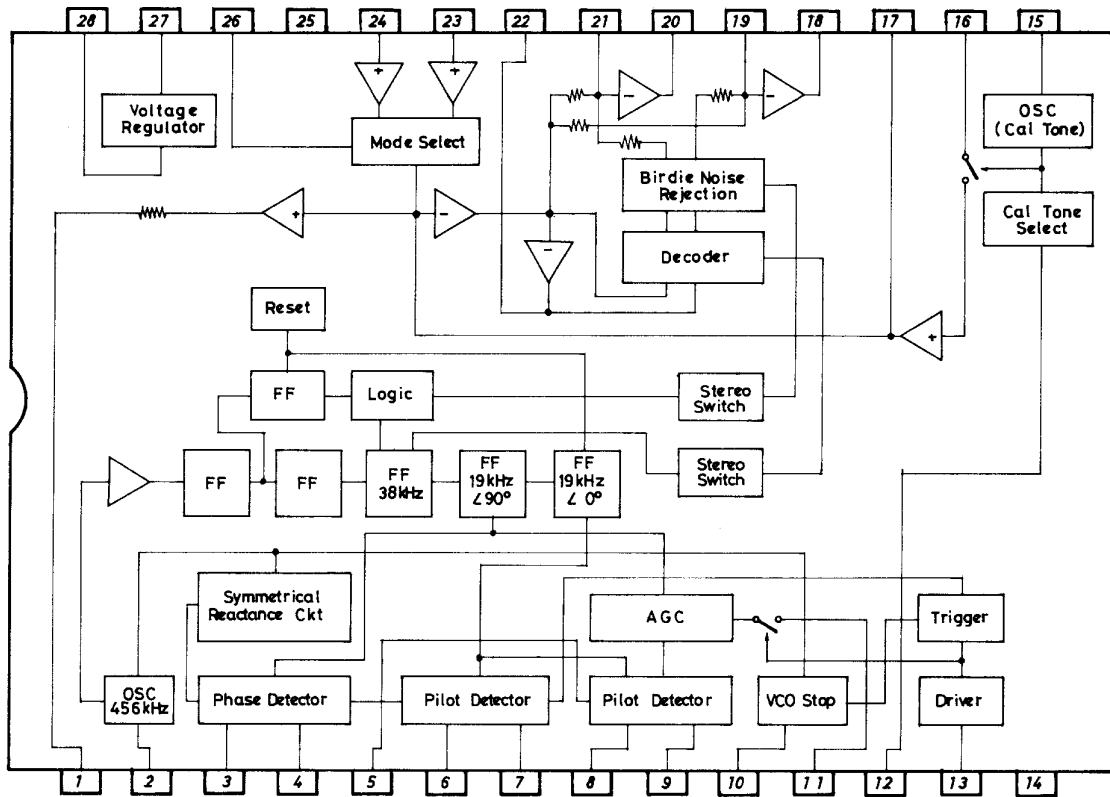 28 27 26 25 24 23 22 21 20 19 18 17 16 15
Voltage
Regulator
Mode Select
OSC
(Cal Tone)
Birdie Noise
Rejection
Cal Tone
Select
Decoder
+ + - - + - - +
Reset
FF
Logic
Stereo
Switch
FF
FF
FF
38kHz
FF
19kHz
∠90°
FF
19kHz
∠0°
Stereo
Switch
Symmetrical
Reactance Ckt
AGC
Trigger
OSC
456kHz
Phase Detector
Pilot Detector
Pilot Detector
VCO Stop
Driver
1 2 3 4 5 6 7 8 9 10 11 12 13 14